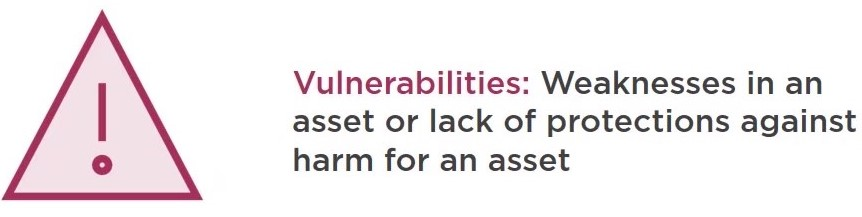 Vulnerabilities: Weaknesses in an
asset or lack of protections against
harm for an asset